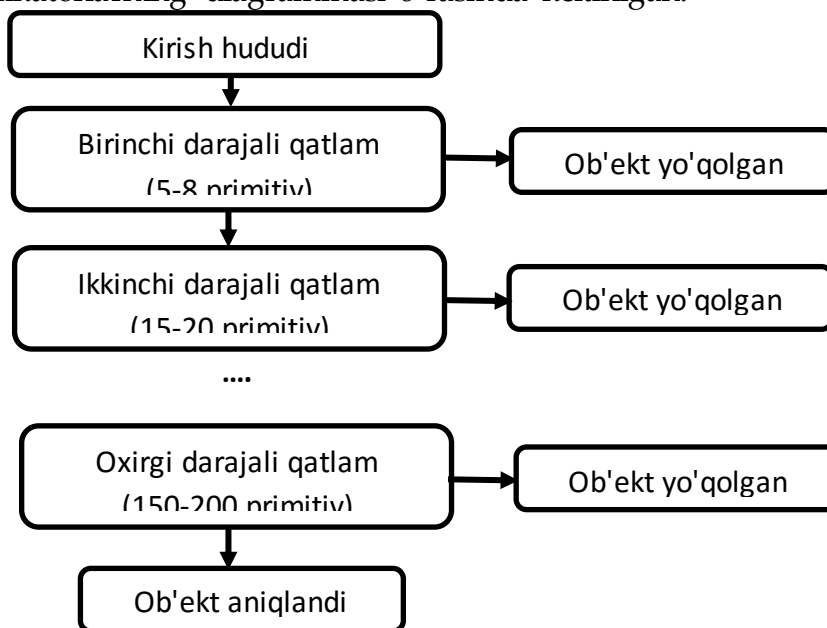 diagrammasi
Kirish hududi
Birinchi darajali qatlam
(5-8 primitiv)
Ob'ekt yo'qolgan
Ikkinchi darajali qatlam
(15-20 primitiv)
Ob'ekt yo'qolgan
....
Oxirgi darajali qatlam
(150-200 primitiv)
Ob'ekt yo'qolgan
Ob'ekt aniqlandi